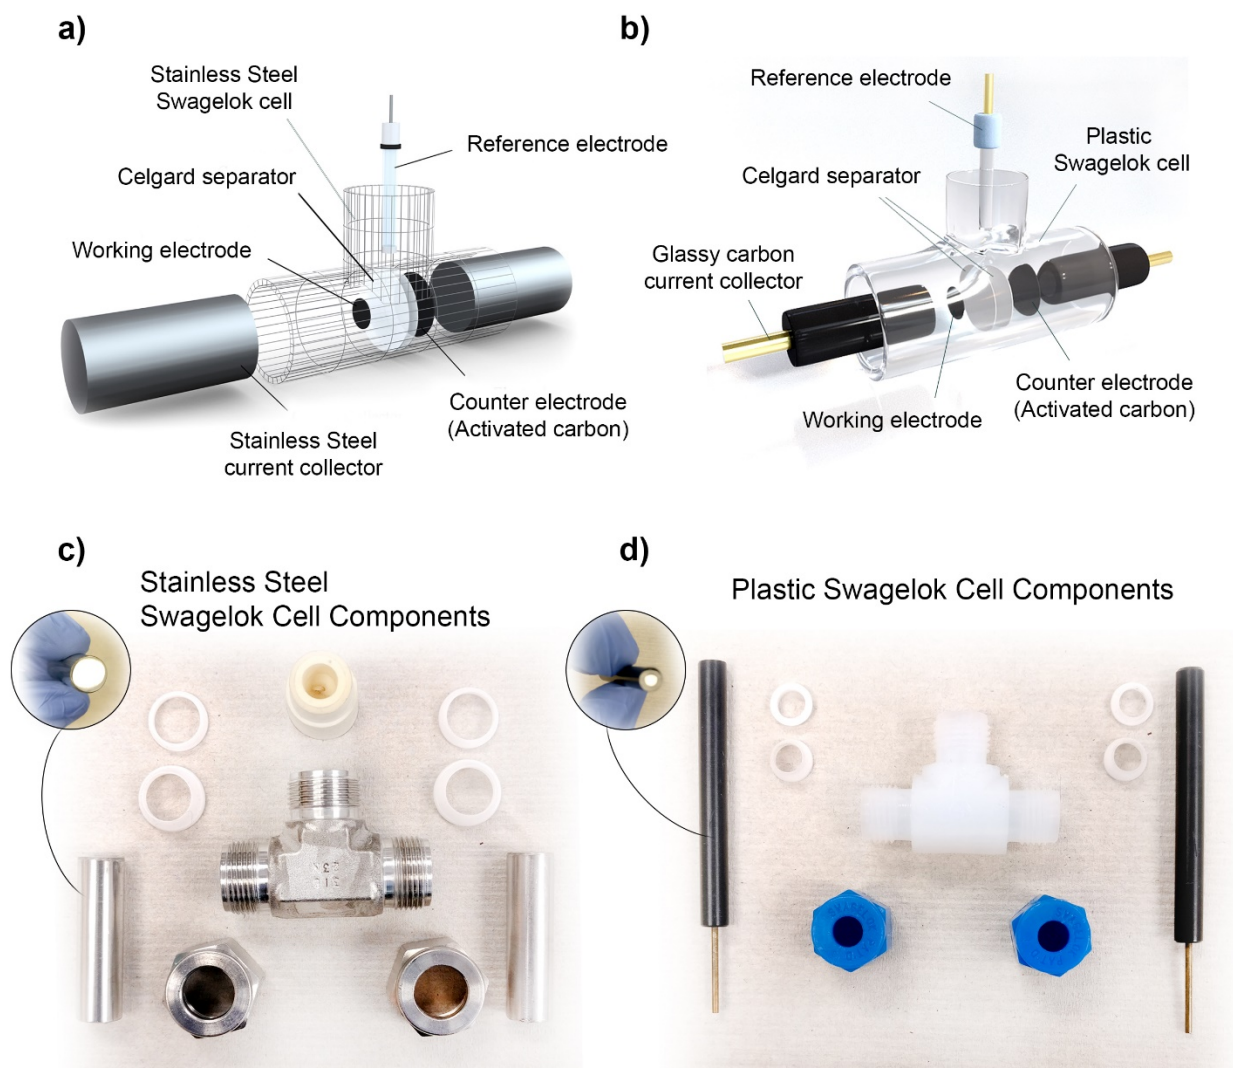 a)
Stainless Steel
Swagelok cell
Reference electrode
Celgard separator
Working electrode
Counter electrode
(Activated carbon)
Stainless Steel
current collector
b)
Reference electrode
Plastic
Swagelok cell
Celgard separator
Glassy carbon
current collector
Counter electrode
(Activated carbon)
Working electrode
c)
Stainless Steel
Swagelok Cell Components
d)
Plastic Swagelok Cell Components